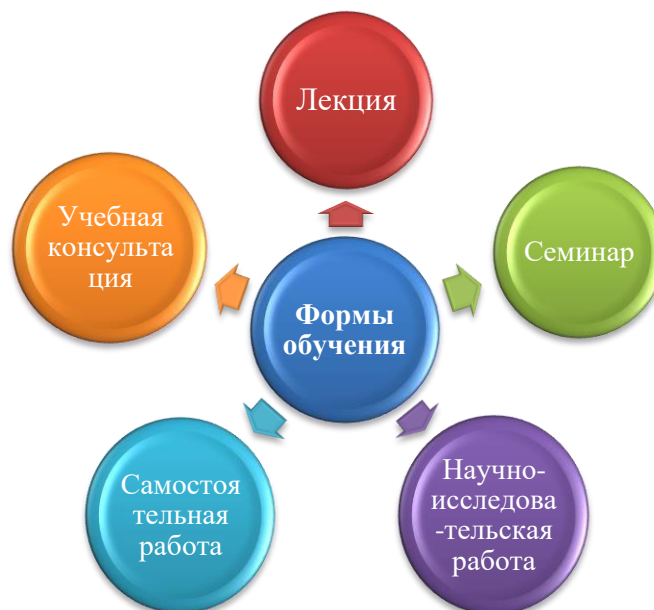 Лекция
Учебная
консульта
ция
Семинар
Формы
обучения
Самостоя
тельная
работа
Научно-
исследова
-тельская
работа